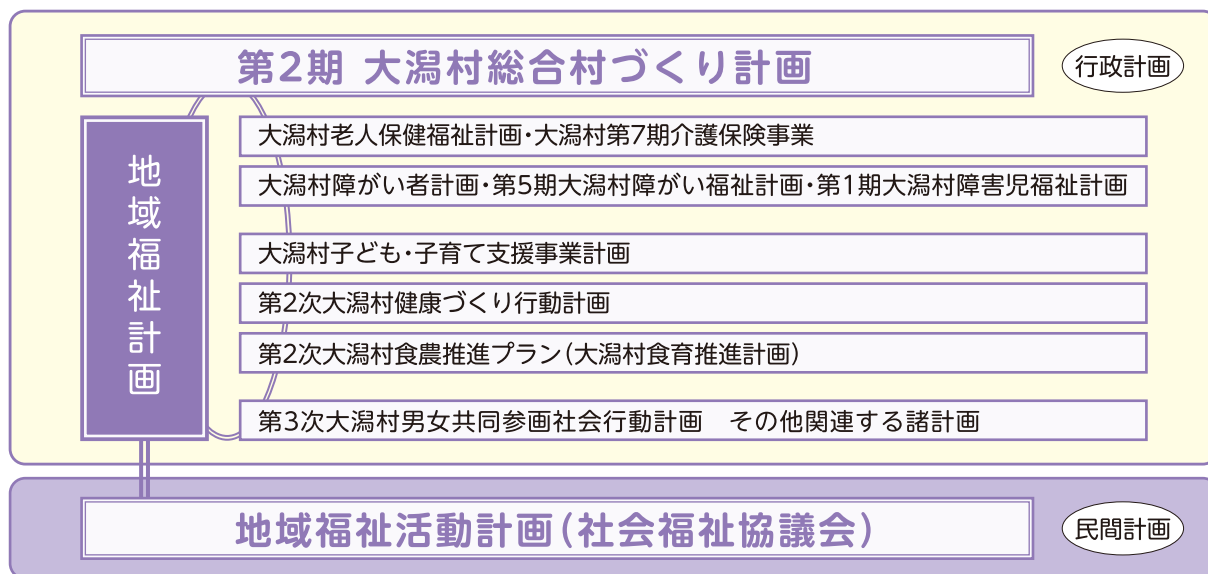 第2期 大潟村総合村づくり計画
行政計画
地域福祉計画
大潟村老人保健福祉計画・大潟村第7期介護保険事業
大潟村障がい者計画・第5期大潟村障がい福祉計画・第1期大潟村障害児福祉計画
大潟村子ども・子育て支援事業計画
第2次大潟村健康づくり行動計画
第2次大潟村食農推進プラン（大潟村食育推進計画）
第3次大潟村男女共同参画社会行動計画　その他関連する諸計画
地域福祉活動計画（社会福祉協議会）
民間計画